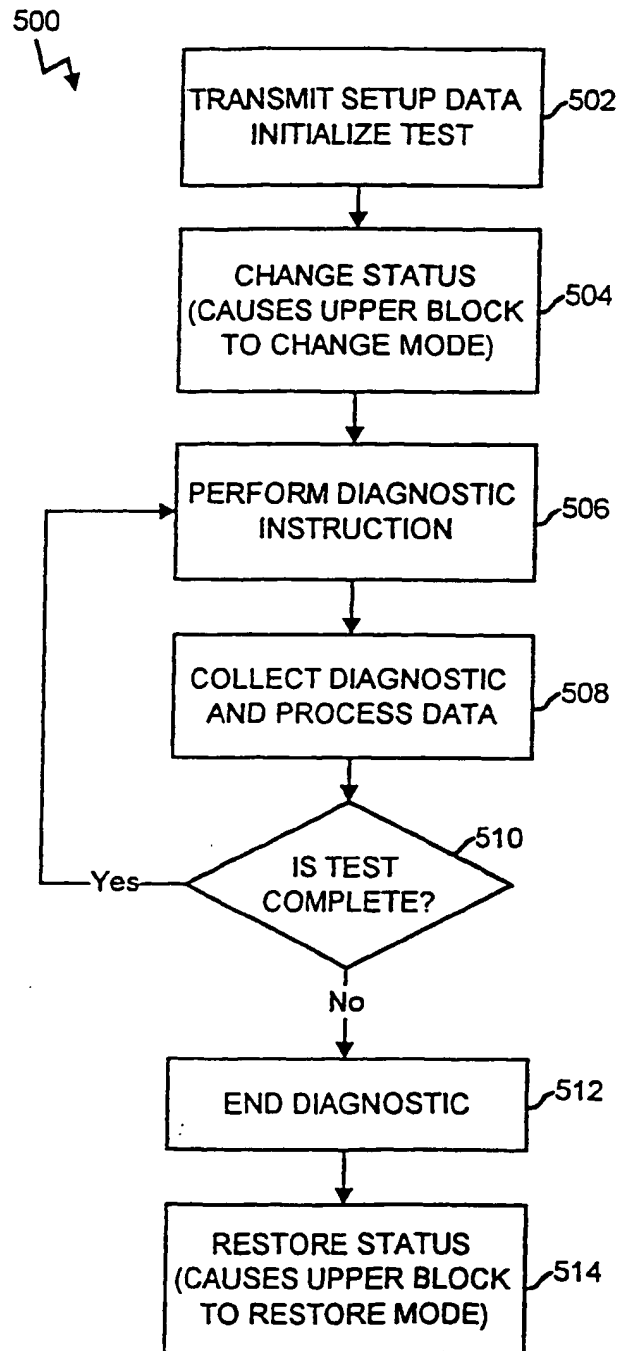 500
TRANSMIT SETUP DATA
INITIALIZE TEST
502
CHANGE STATUS
(CAUSES UPPER BLOCK
TO CHANGE MODE)
504
PERFORM DIAGNOSTIC
INSTRUCTION
506
COLLECT DIAGNOSTIC
AND PROCESS DATA
508
510
IS TEST
COMPLETE?
Yes
No
END DIAGNOSTIC
512
RESTORE STATUS
(CAUSES UPPER BLOCK
TO RESTORE MODE)
514